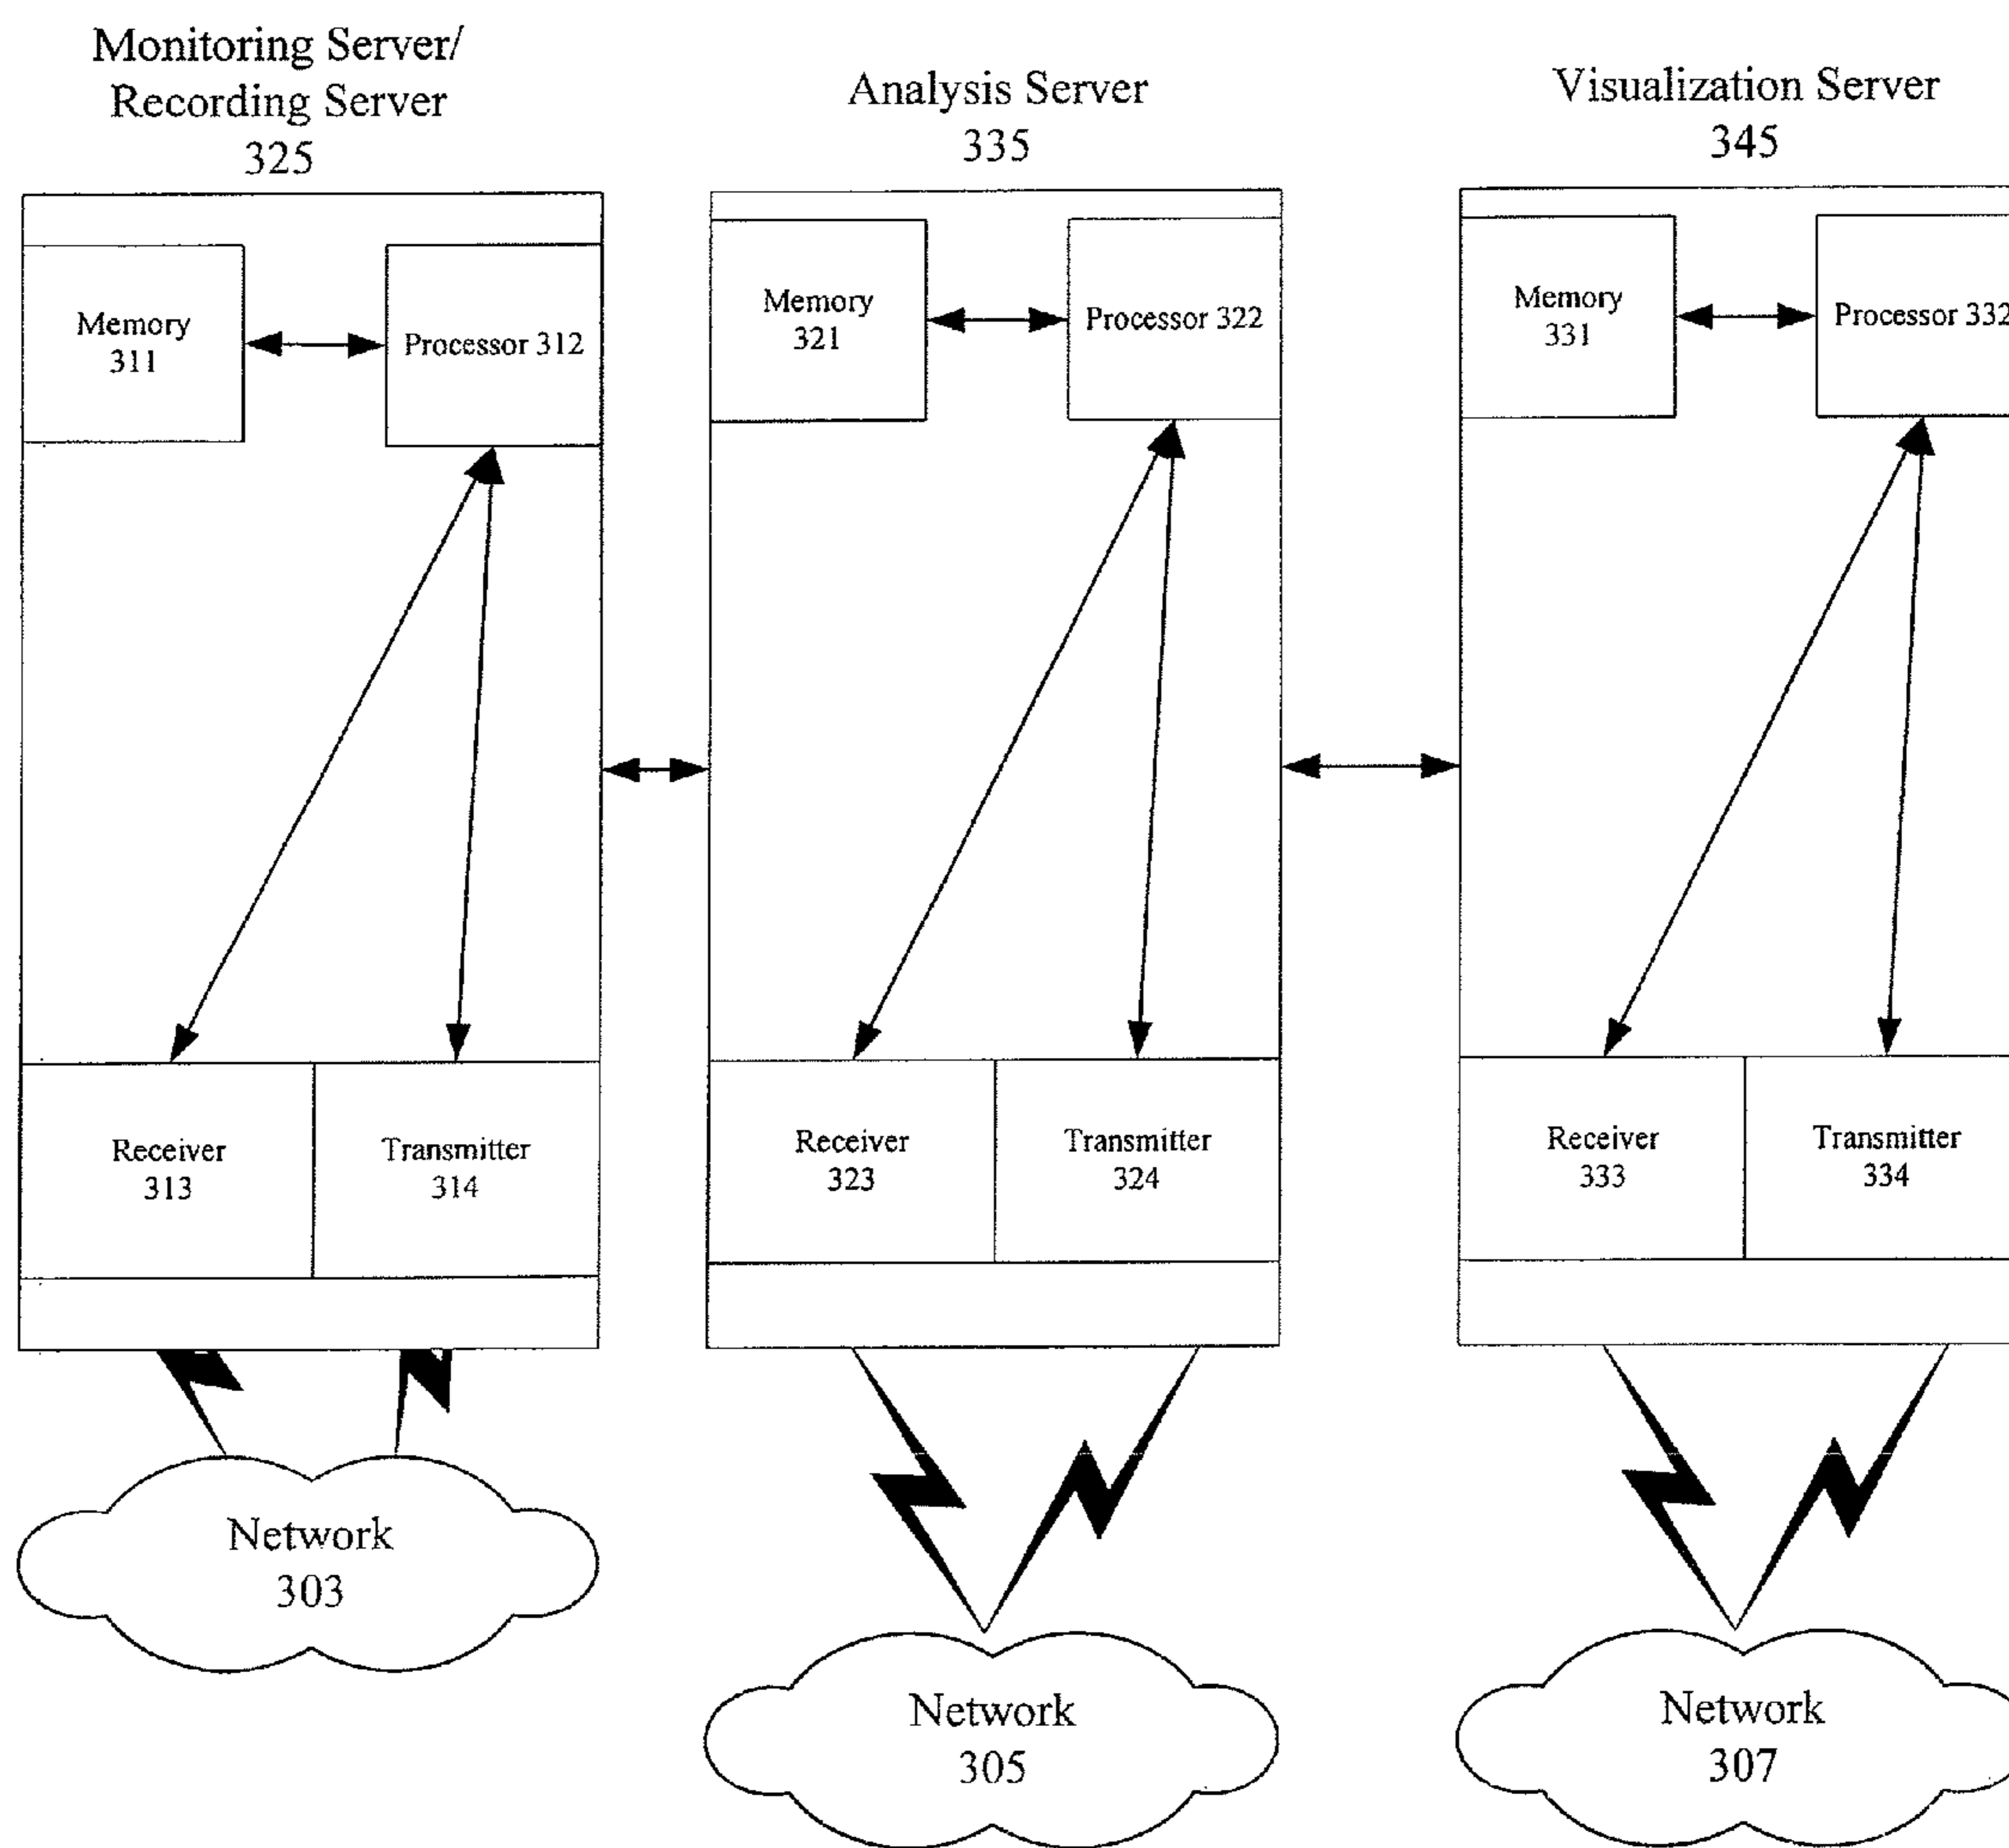 Monitoring Server/
Recording Server
325
Analysis Server
335
Visualization Server
345
Memory
311
Processor 312
Memory
321
Processor 322
Memory
331
Processor 332
Receiver
313
Transmitter
314
Receiver
323
Transmitter
324
Receiver
333
Transmitter
334
Network
303
Network
305
Network
307